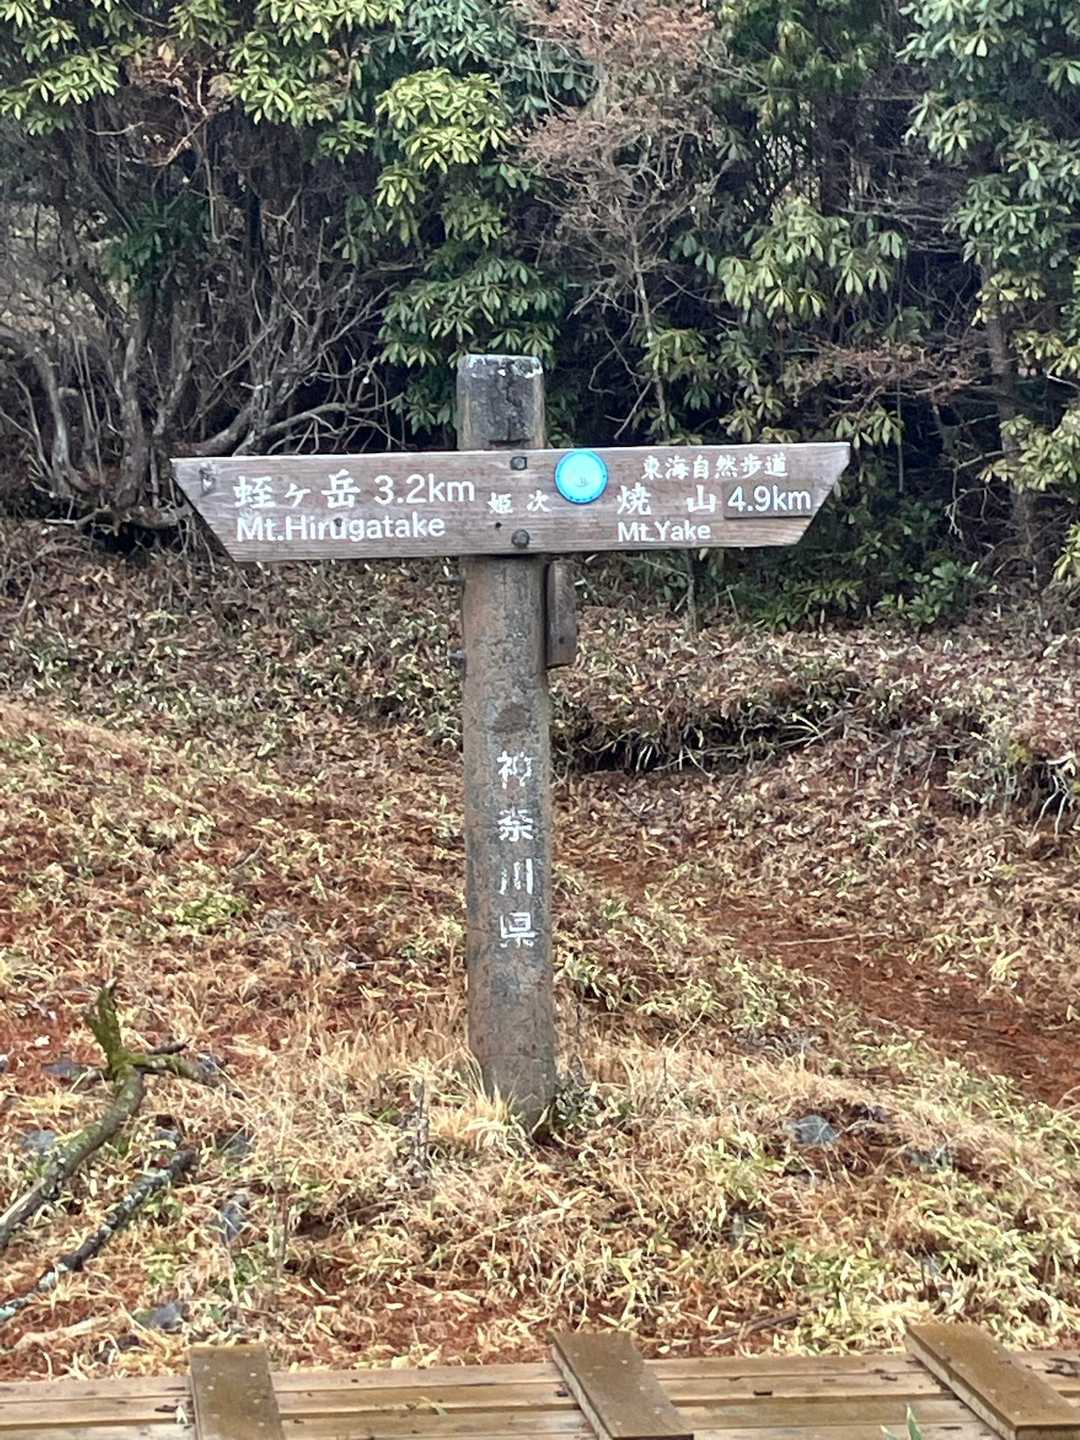 蛭ヶ岳 3.2km
Mt.Hirugatake
姫次
東海自然歩道
焼 山 4.9km
Mt.Yake
神奈川県